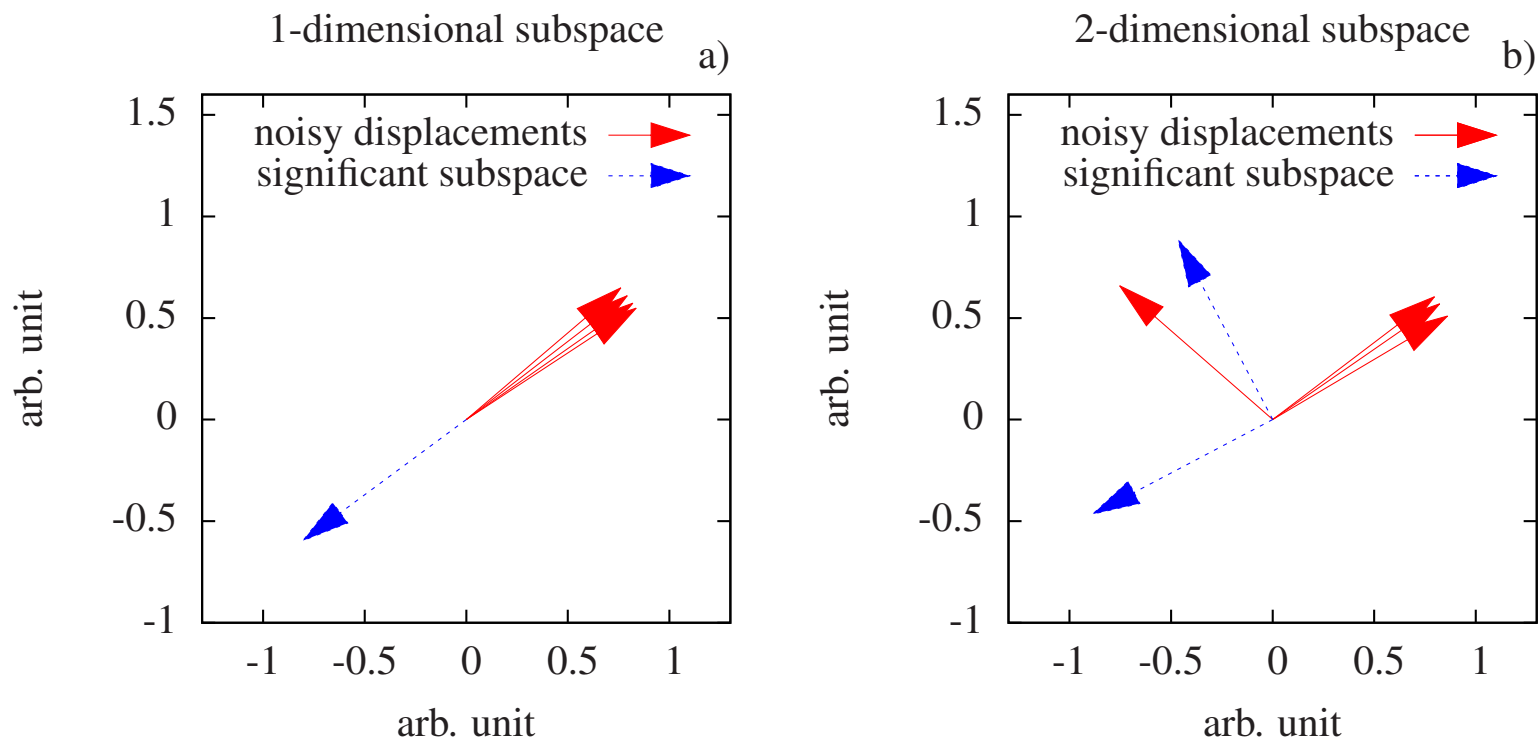 1-dimensional subspace
a)
1.5
1
0.5
0
-0.5
-1
-1
-0.5
0
0.5
1
arb. unit
arb. unit
noisy displacements
significant subspace
2-dimensional subspace
b)
1.5
1
0.5
0
-0.5
-1
-1
-0.5
0
0.5
1
arb. unit
arb. unit
noisy displacements
significant subspace